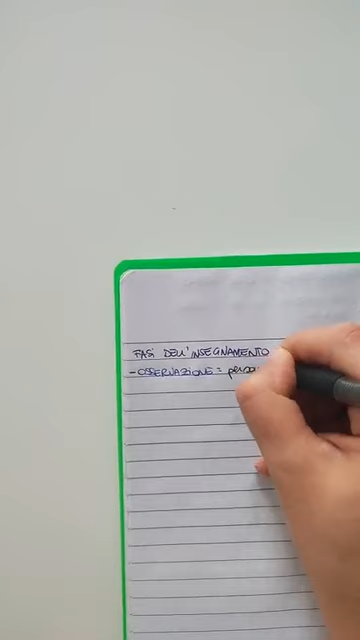 FASi DELL'INSEGNAMENTO
- OSSERVAZIONE =